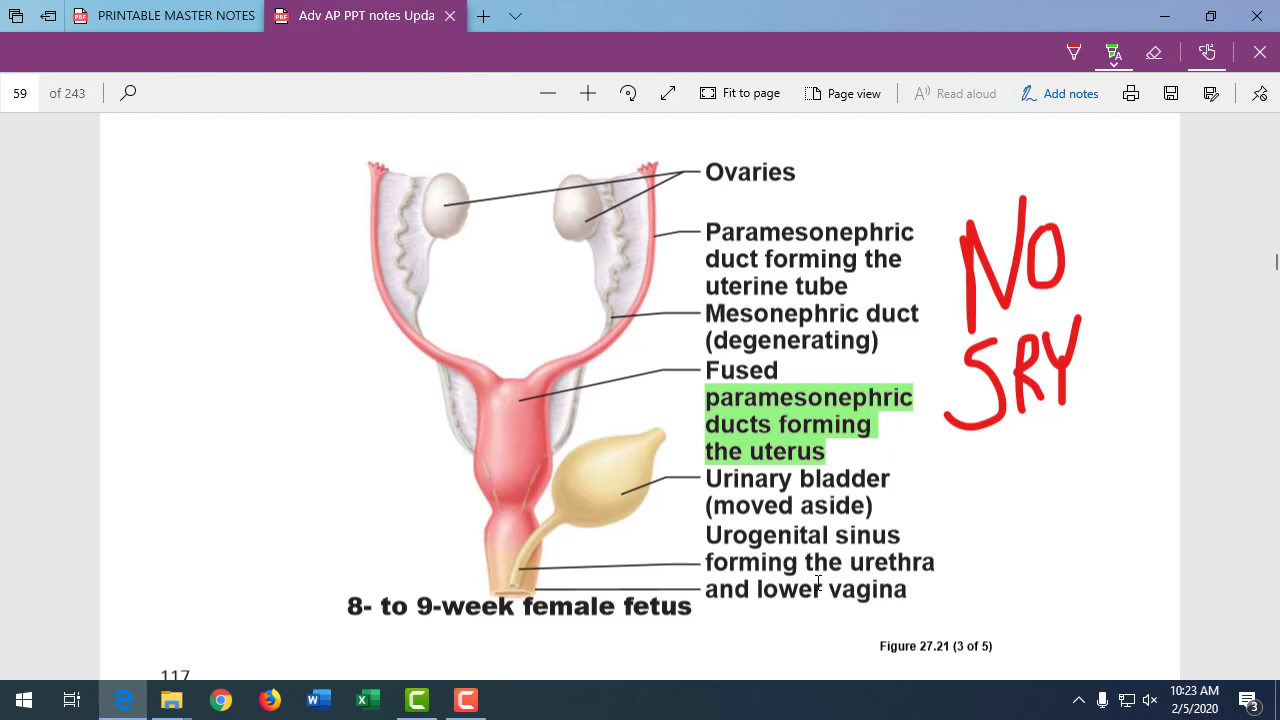 PRINTABLE MASTER NOTES
Adv AP PPT notes Upda
59 of 243
Fit to page
Page view
Read aloud
Add notes
Ovaries
Paramesonephric
duct forming the
uterine tube
Mesonephric duct
(degenerating)
Fused
paramesonephric
ducts forming
the uterus
Urinary bladder
(moved aside)
Urogenital sinus
forming the urethra
and lower vagina
8- to 9-week female fetus
NO
SRY
Figure 27.21 (3 of 5)
117
10:23 AM
2/5/2020
3